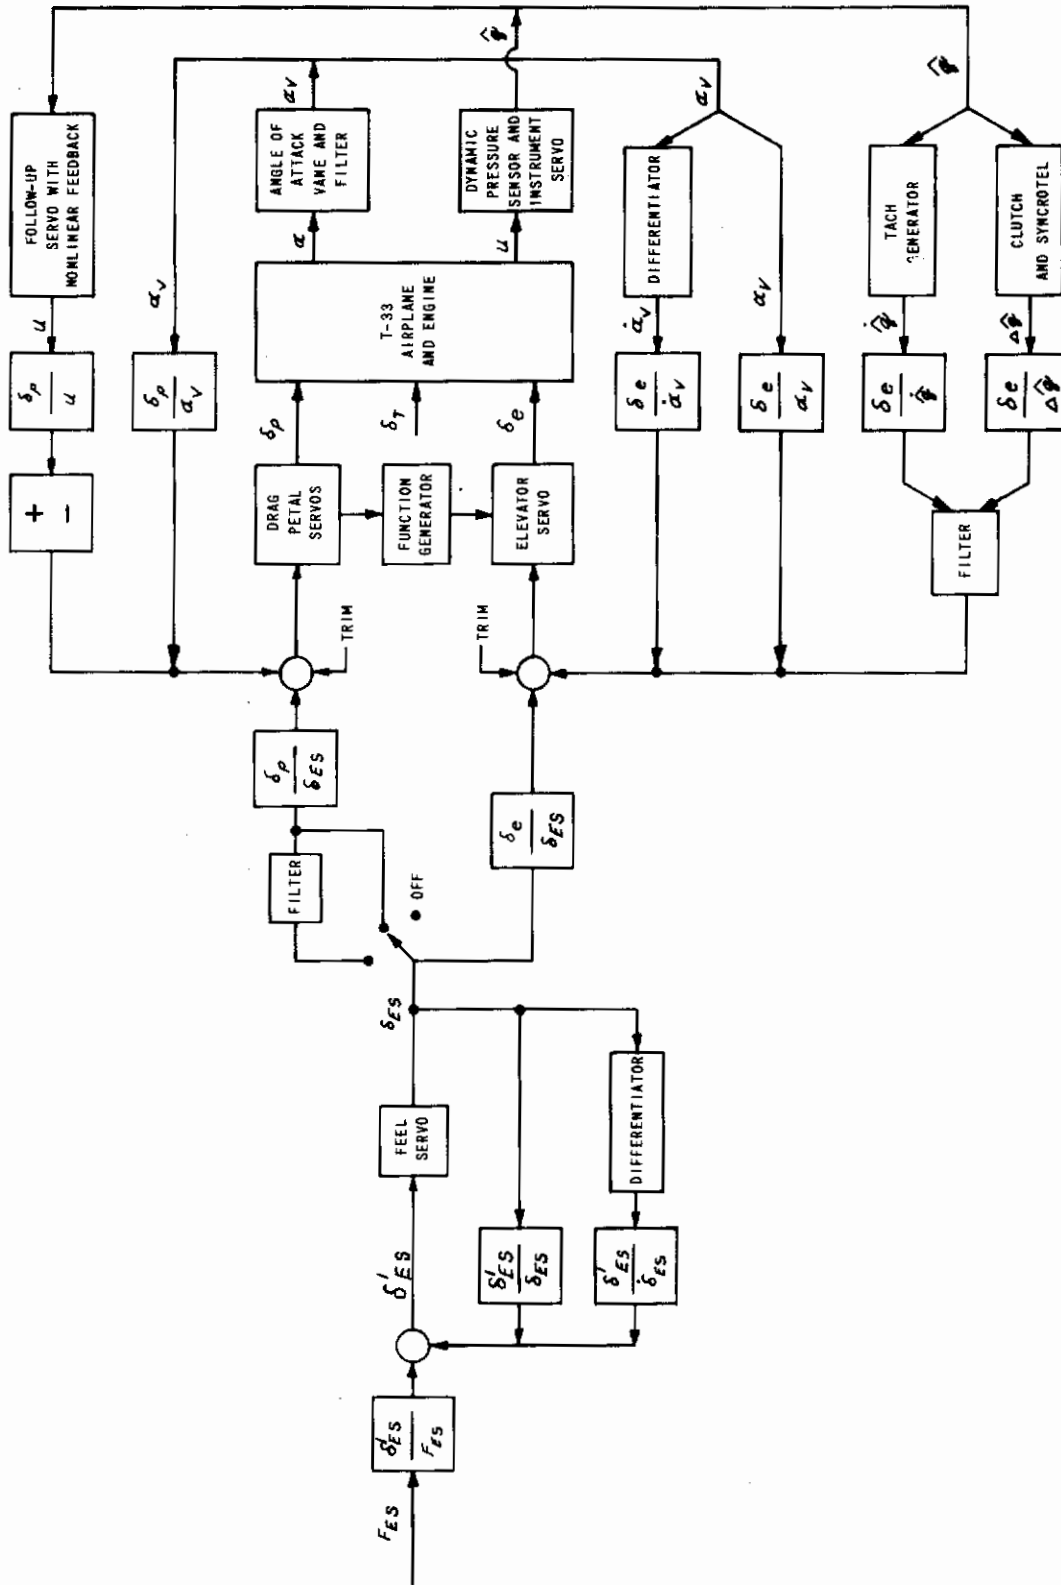 FOLLOW-UP
SERVO WITH
NONLINEAR FEEDBACK
u
δp
u
+
−
αv
δp
αv
ANGLE OF
ATTACK
VANE AND
FILTER
αv
α
DYNAMIC
PRESSURE
SENSOR AND
INSTRUMENT
SERVO
q̂
u
T-33
AIRPLANE
AND ENGINE
δp
δT
δe
DRAG
PETAL
SERVOS
FUNCTION
GENERATOR
ELEVATOR
SERVO
TRIM
TRIM
DIFFERENTIATOR
αv
α̇v
δe
α̇v
αv
δe
αv
q̂
TACH
GENERATOR
CLUTCH
AND SYNCROTEL
q̂̇
Δq̂
δe
q̂̇
δe
Δq̂
FILTER
δp
δES
FILTER
OFF
δe
δES
δES
FEEL
SERVO
DIFFERENTIATOR
δ'ES
δ'ES
δES
δ'ES
δ̇ES
δ'ES
FES
FES